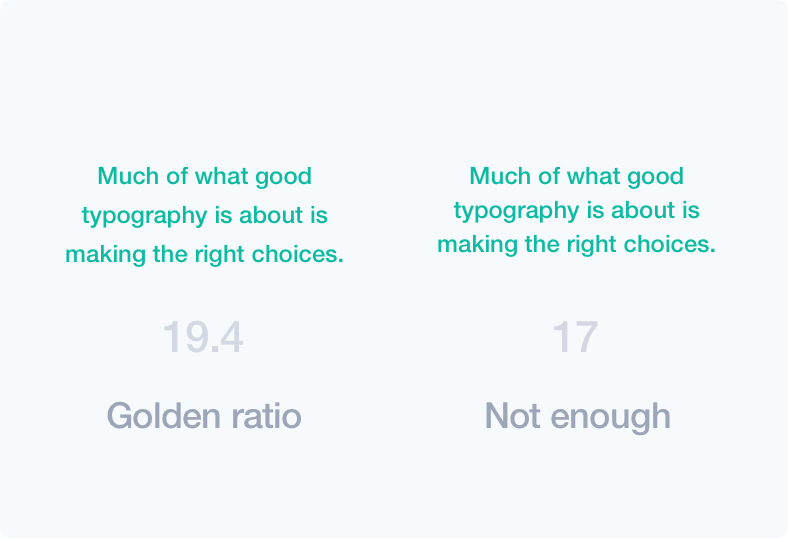 Much of what good
typography is about is
making the right choices.
19.4
Golden ratio
Much of what good
typography is about is
making the right choices.
17
Not enough